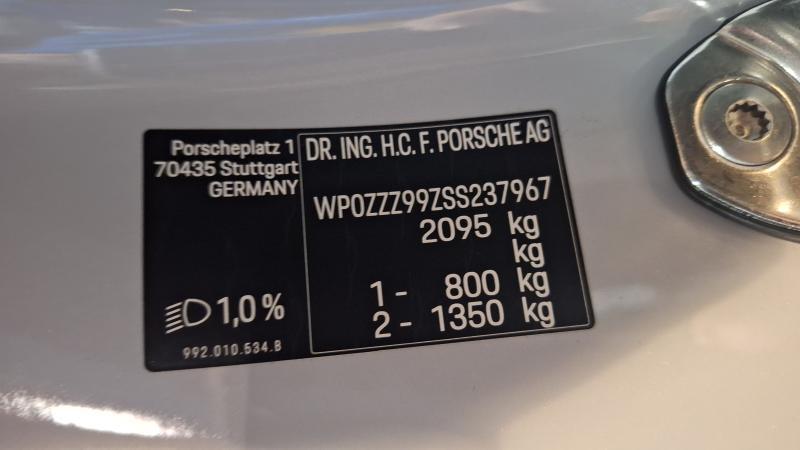 Porscheplatz 1
70435 Stuttgart
GERMANY
1,0%
992.010.534.B
DR. ING. H.C. F. PORSCHE AG
WP0ZZZ99ZSS237967
2095 kg
kg
1 - 800 kg
2 - 1350 kg